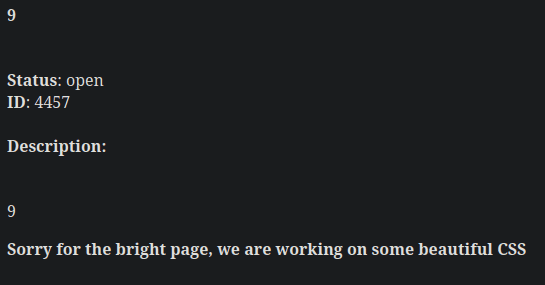 9
Status: open
ID: 4457
Description:
9
Sorry for the bright page, we are working on some beautiful CSS